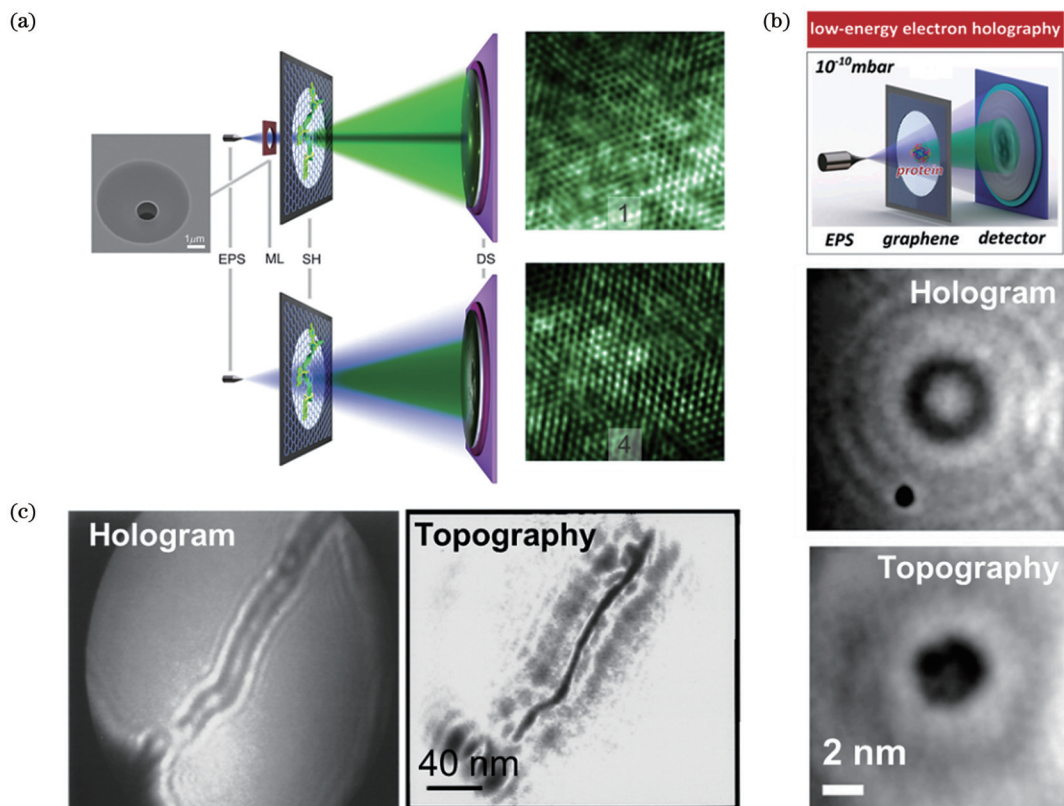 (a)
1μm
EPS
ML
SH
DS
1
4
(b)
low-energy electron holography
10⁻¹⁰mbar
protein
EPS
graphene
detector
Hologram
Topography
2 nm
(c)
Hologram
Topography
40 nm